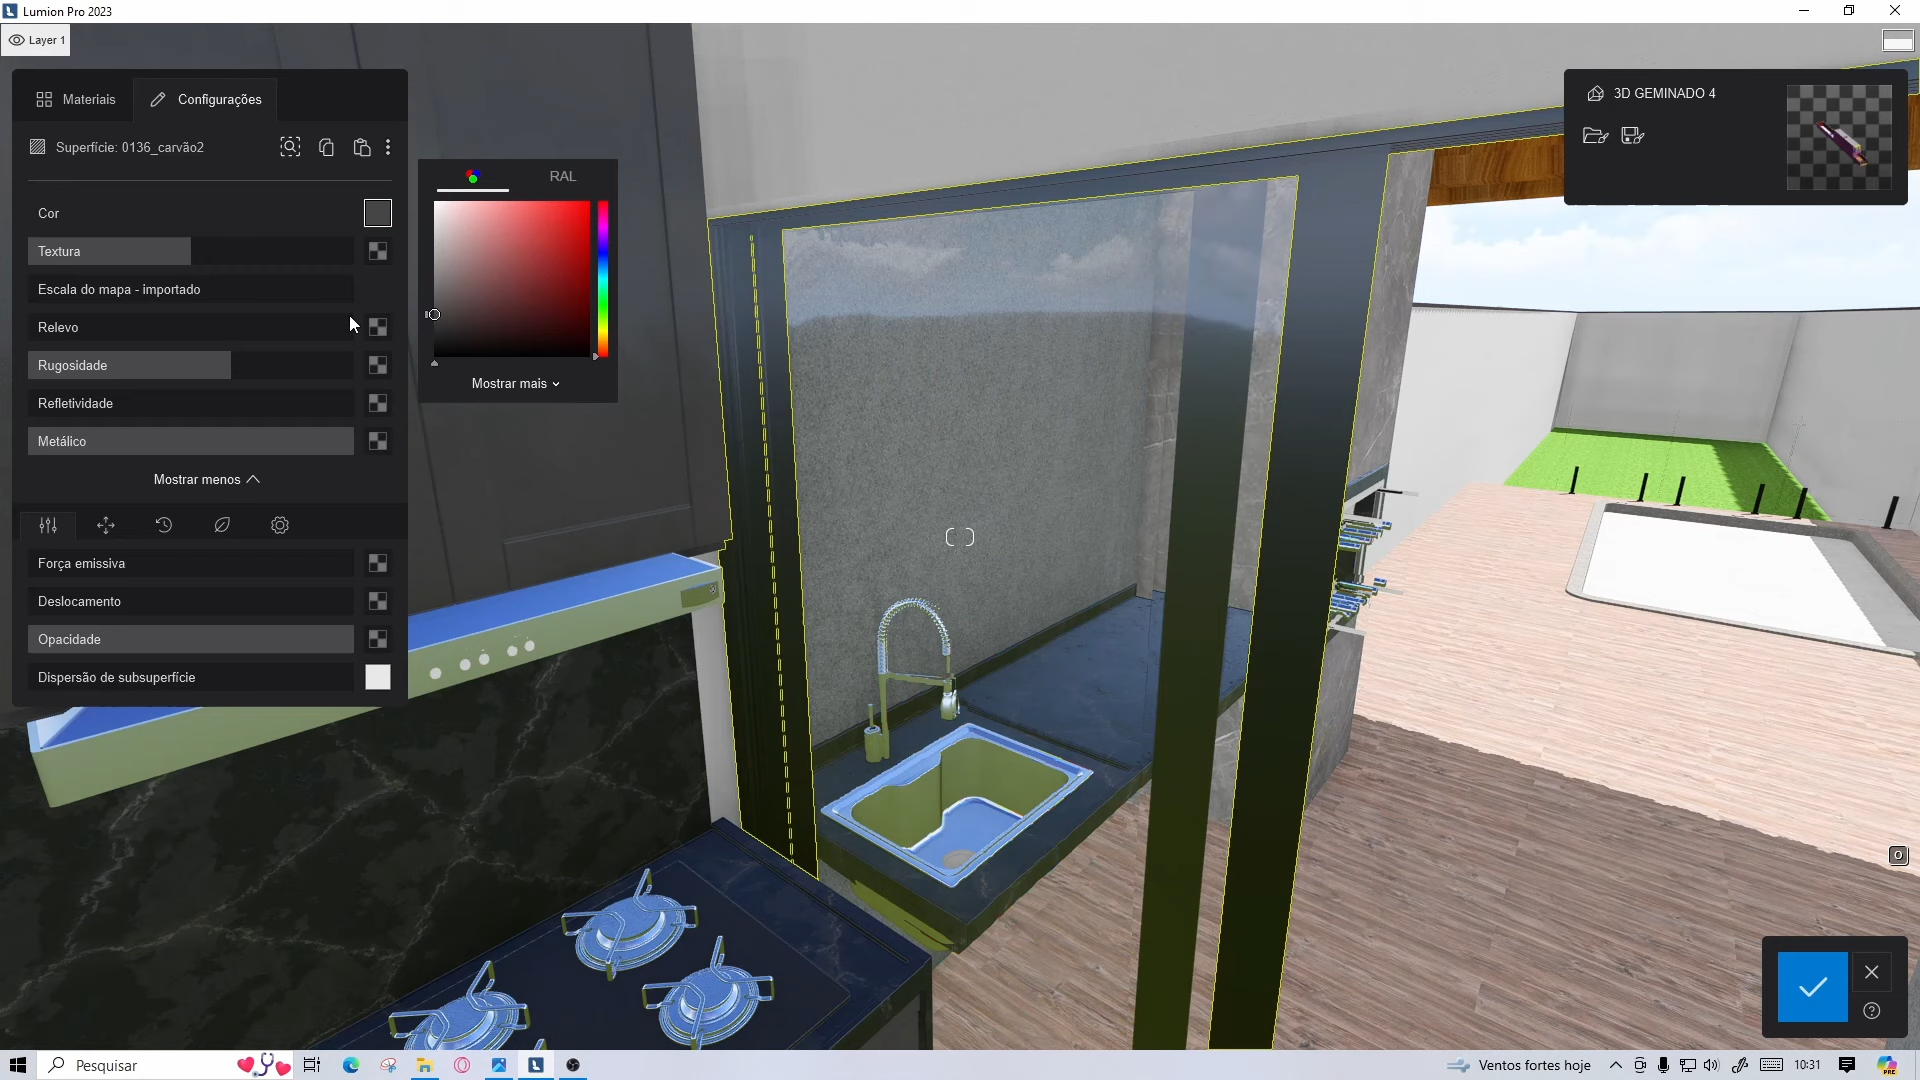 Lumion Pro 2023
Layer 1
Materiais
Configurações
Superfície: 0136_carvão2
Cor
Textura
Escala do mapa - importado
Relevo
Rugosidade
Refletividade
Metálico
Mostrar menos
Força emissiva
Deslocamento
Opacidade
Dispersão de subsuperfície
RAL
Mostrar mais
3D GEMINADO 4
O
Pesquisar
Ventos fortes hoje
10:31
PRE